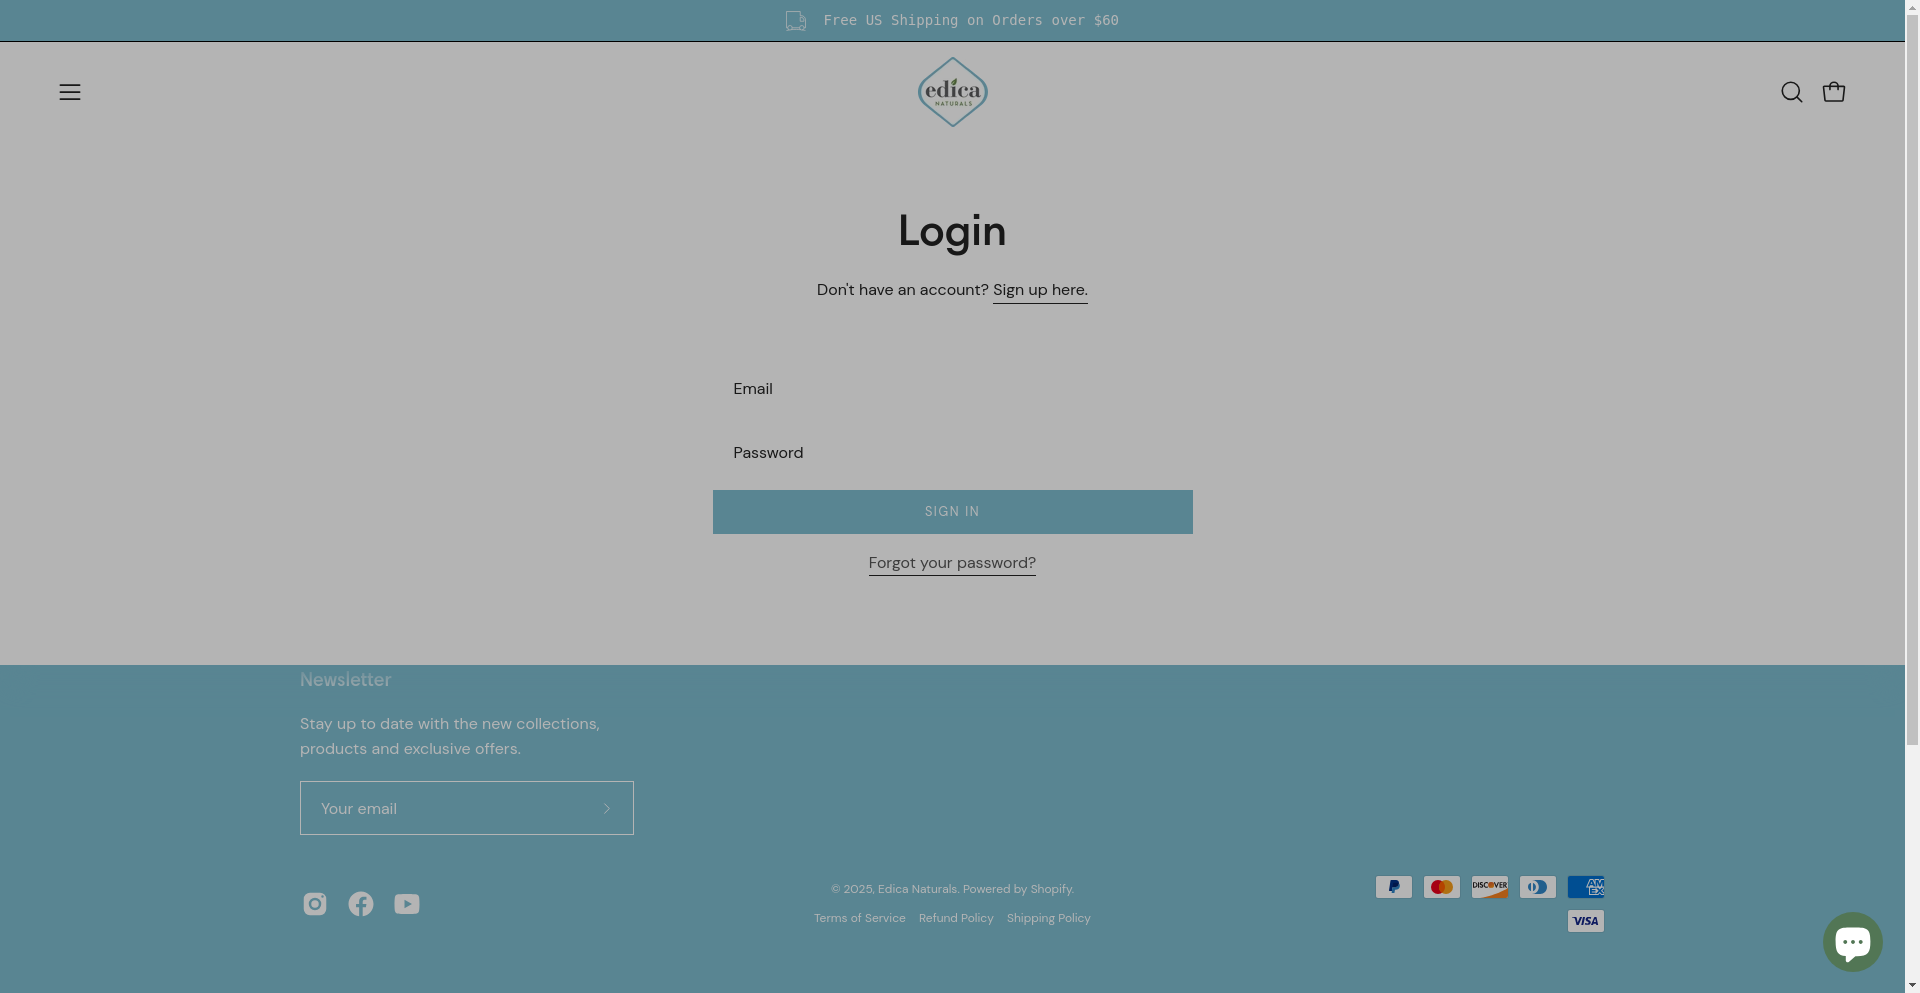 Free US Shipping on Orders over $60
edica
NATURALS
Login
Don't have an account? Sign up here.
Email
Password
SIGN IN
Forgot your password?
Newsletter
Stay up to date with the new collections,
products and exclusive offers.
Your email
© 2025, Edica Naturals. Powered by Shopify.
Terms of Service Refund Policy Shipping Policy
DISCOVER
AM
EX
VISA